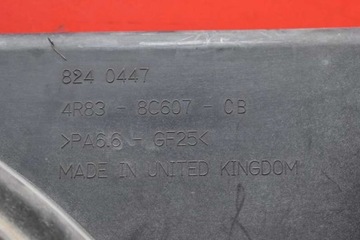 824 0447
4R83 - 8C607 - CB
>PA6.6 - GF25<
MADE IN UNITED KINGDOM